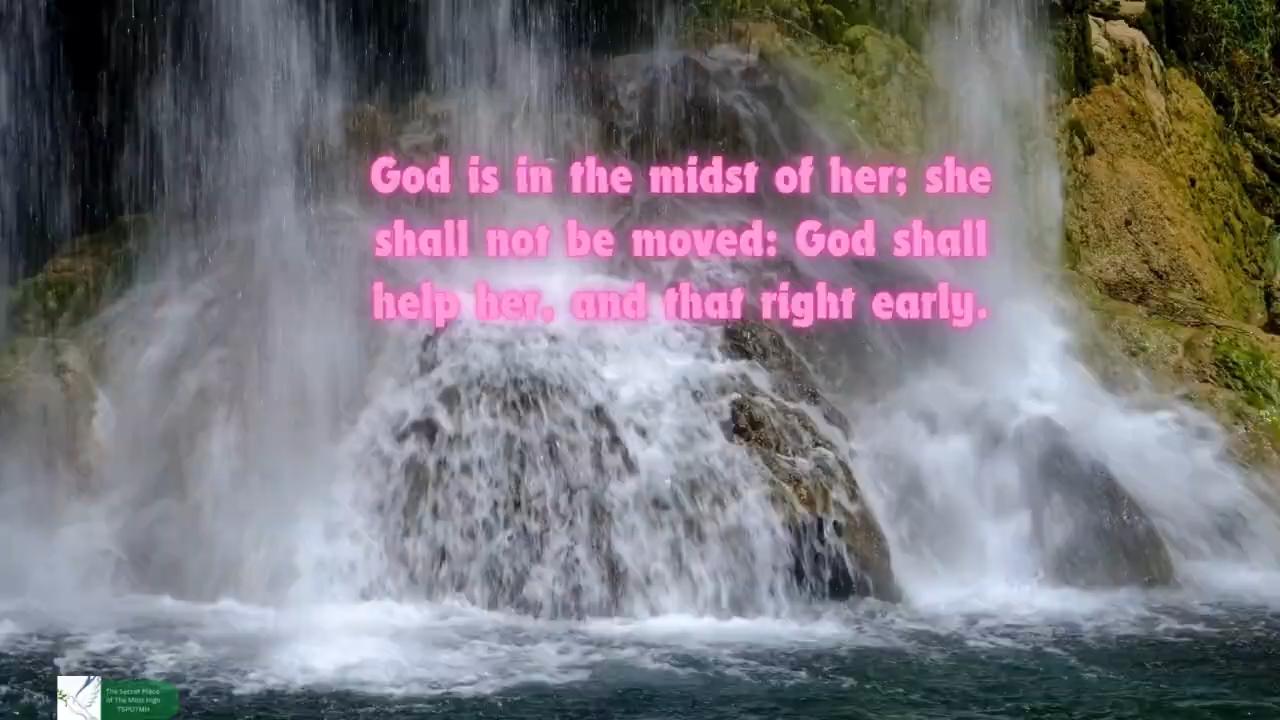 God is in the midst of her; she
shall not be moved: God shall
help her, and that right early.
The Secret Place
of The Most High
TSPOTMH